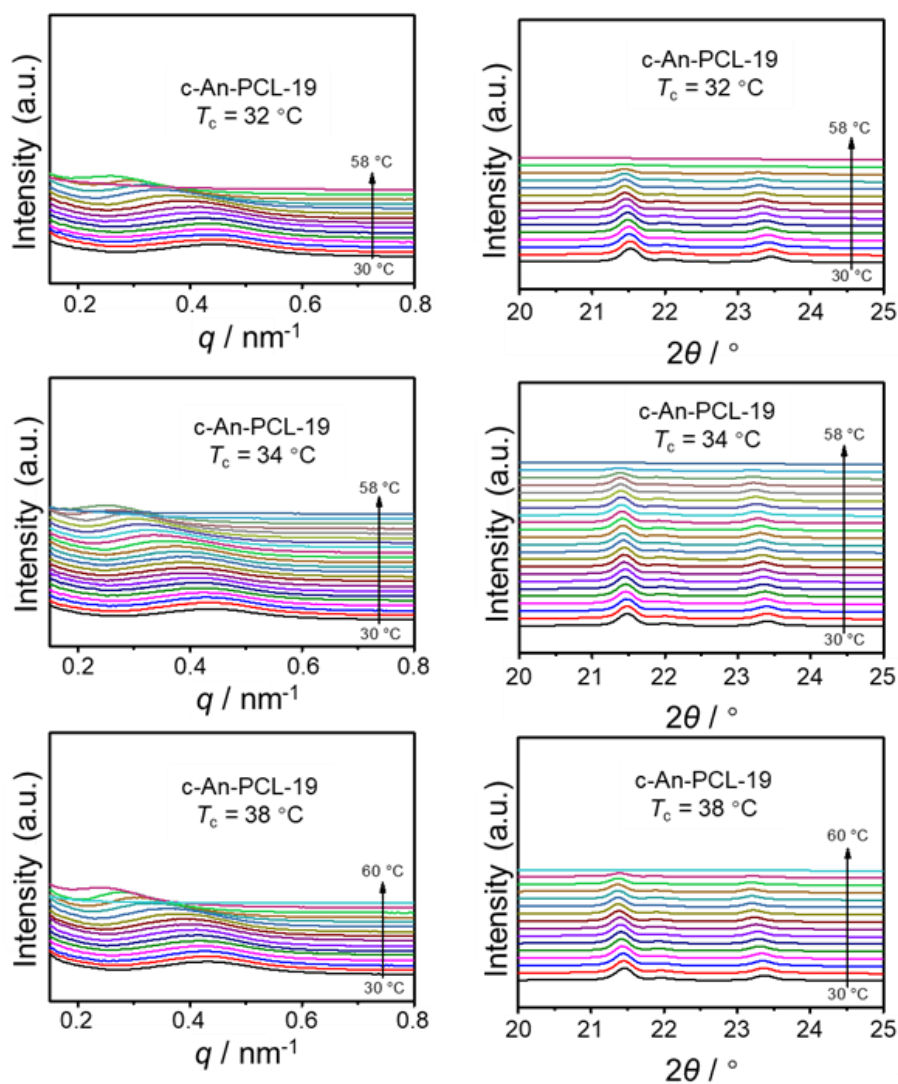 Intensity (a.u.)
c-An-PCL-19
Tc = 32 °C
58 °C
30 °C
0.2 0.4 0.6 0.8
q / nm-1
Intensity (a.u.)
c-An-PCL-19
Tc = 32 °C
58 °C
30 °C
20 21 22 23 24 25
2θ / °
Intensity (a.u.)
c-An-PCL-19
Tc = 34 °C
58 °C
30 °C
0.2 0.4 0.6 0.8
q / nm-1
Intensity (a.u.)
c-An-PCL-19
Tc = 34 °C
58 °C
30 °C
20 21 22 23 24 25
2θ / °
Intensity (a.u.)
c-An-PCL-19
Tc = 38 °C
60 °C
30 °C
0.2 0.4 0.6 0.8
q / nm-1
Intensity (a.u.)
c-An-PCL-19
Tc = 38 °C
60 °C
30 °C
20 21 22 23 24 25
2θ / °